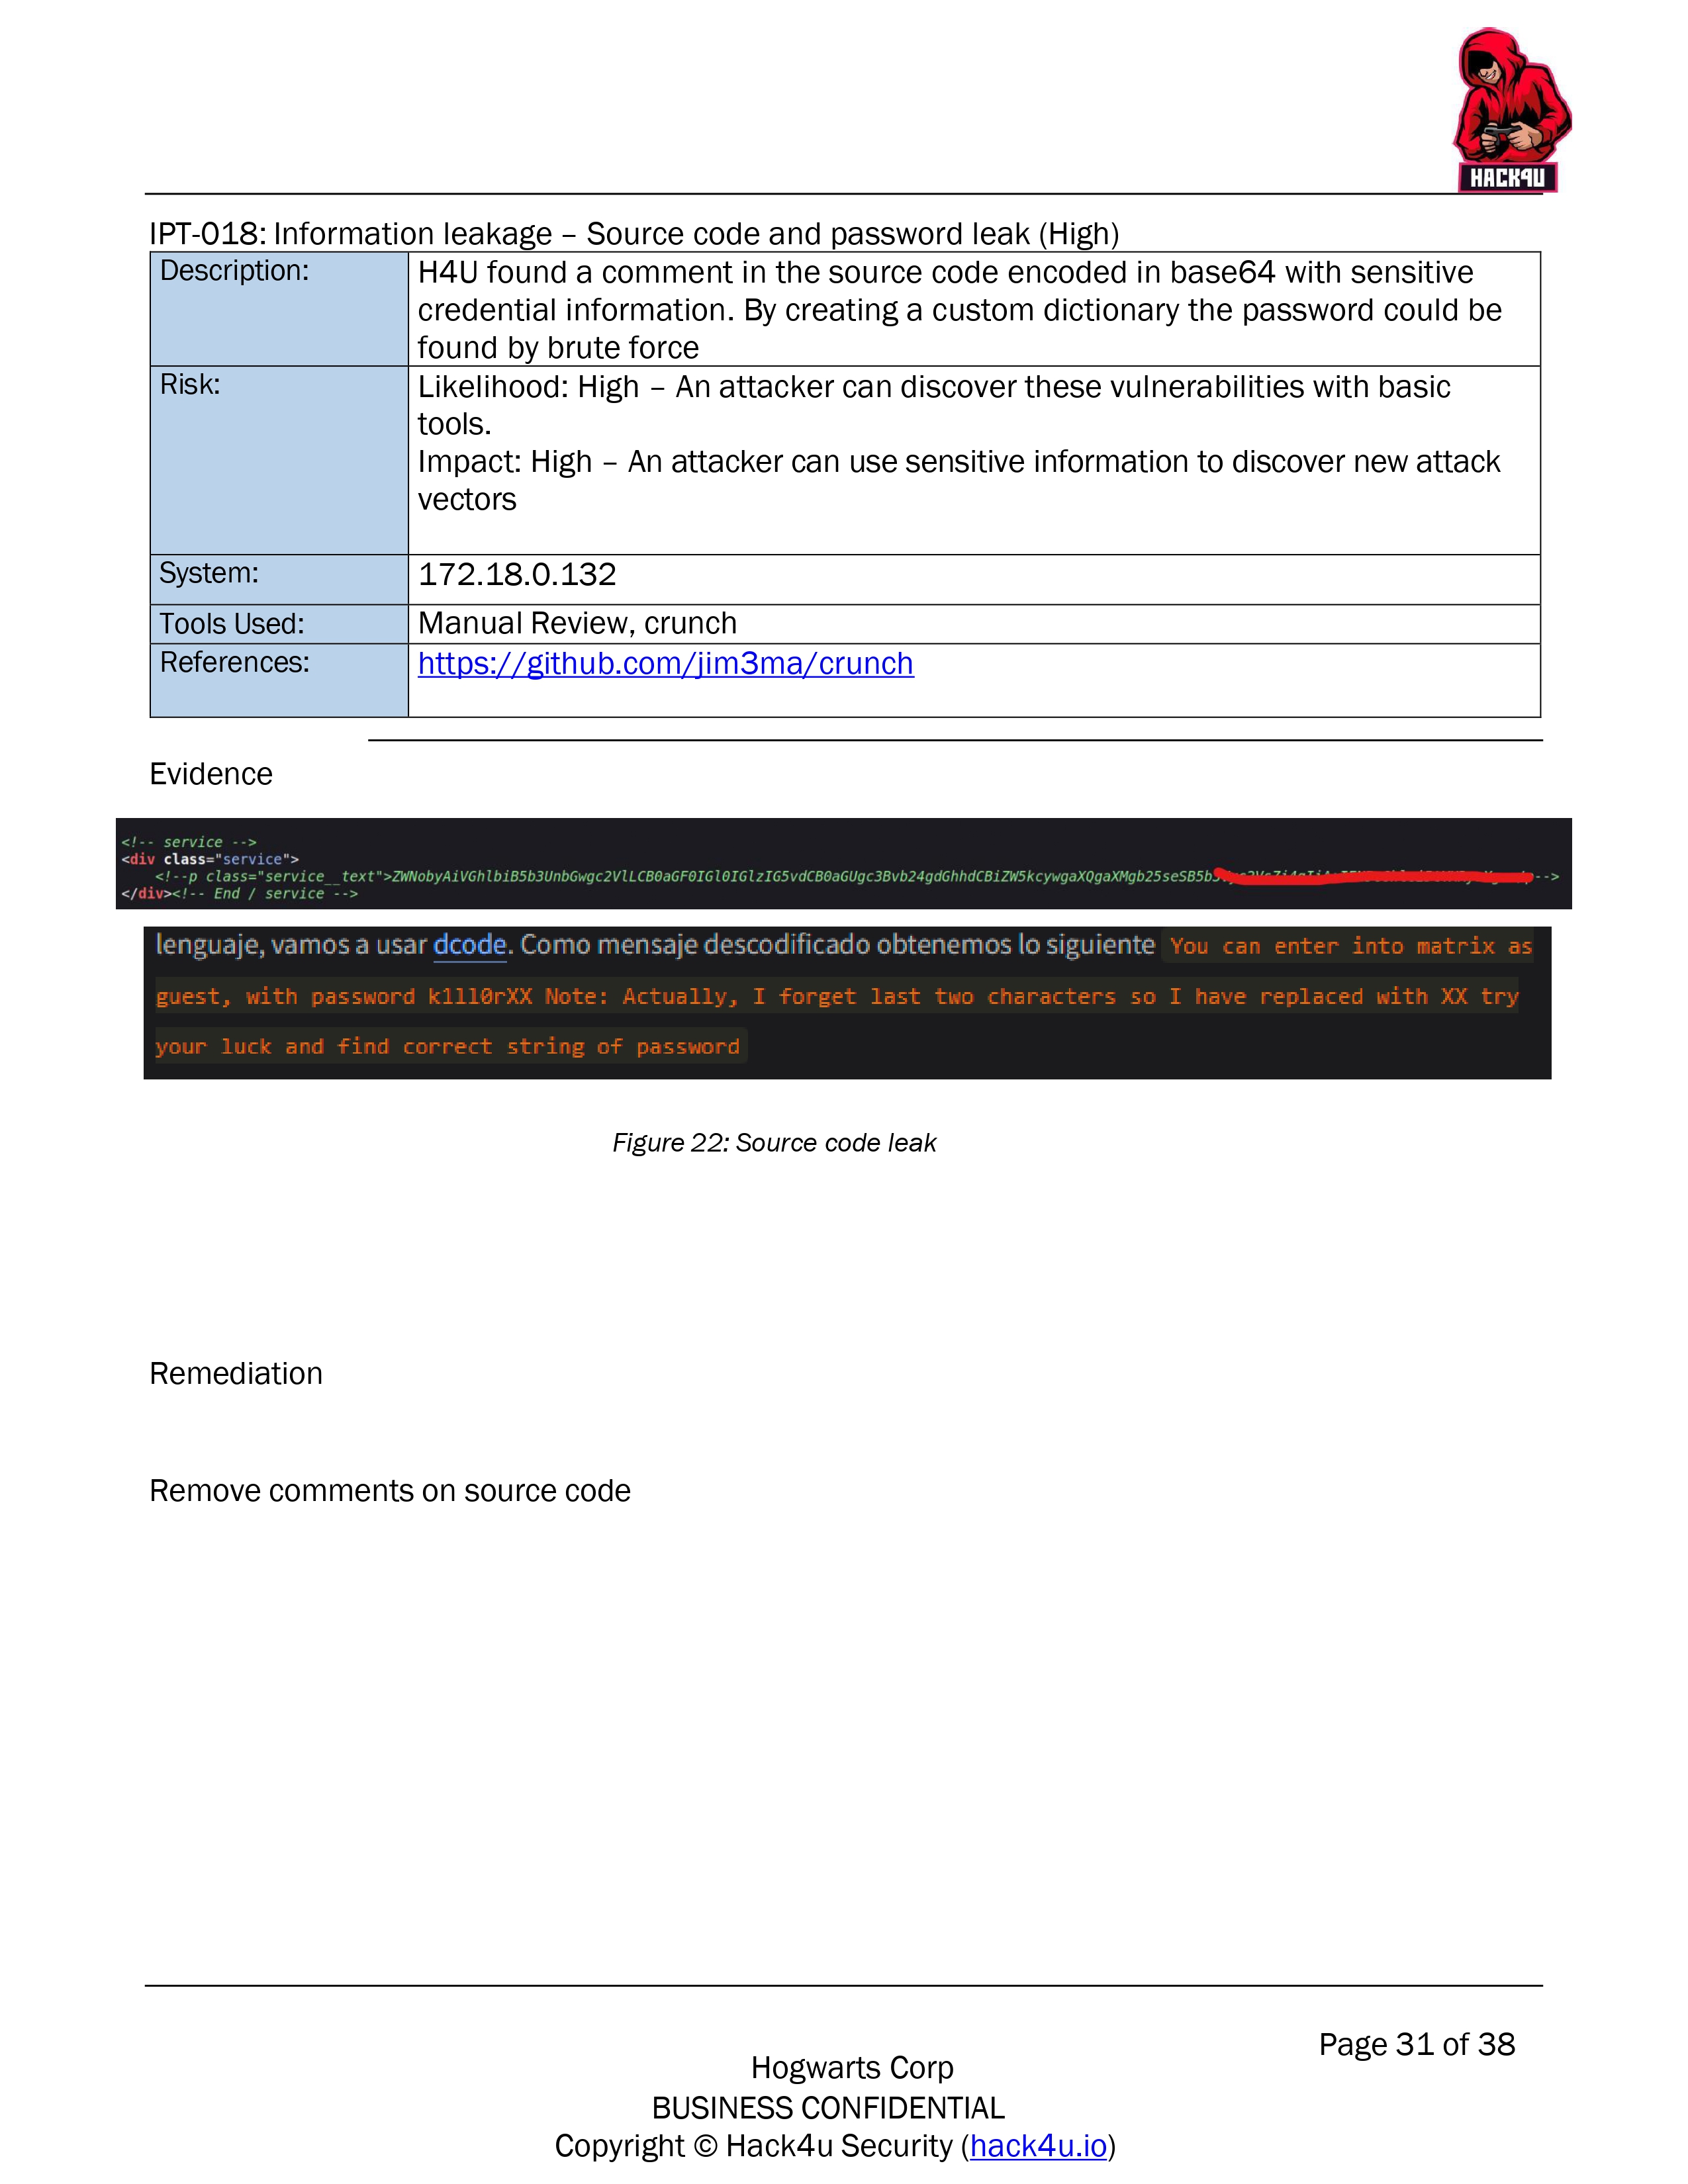 HACK4U
IPT-018: Information leakage – Source code and password leak (High)
Description:
H4U found a comment in the source code encoded in base64 with sensitive
credential information. By creating a custom dictionary the password could be
found by brute force
Risk:
Likelihood: High – An attacker can discover these vulnerabilities with basic
tools.
Impact: High – An attacker can use sensitive information to discover new attack
vectors
System:
172.18.0.132
Tools Used:
Manual Review, crunch
References:
https://github.com/jim3ma/crunch
Evidence
<!-- service -->
<div class="service">
<!--p class="service__text">ZWNobyAiVGhlbiB5b3UnbGwgc2VlLCB0aGF0IGl0IGlzIG5vdCB0aGUgc3Bvb24gdGhhdCBiZW5kcywgaXQgaXMgb25seSB5b3 -->
</div><!-- End / service -->
lenguaje, vamos a usar dcode. Como mensaje descodificado obtenemos lo siguiente You can enter into matrix as
guest, with password k1ll0rXX Note: Actually, I forget last two characters so I have replaced with XX try
your luck and find correct string of password
Figure 22: Source code leak
Remediation
Remove comments on source code
Page 31 of 38
Hogwarts Corp
BUSINESS CONFIDENTIAL
Copyright © Hack4u Security (hack4u.io)